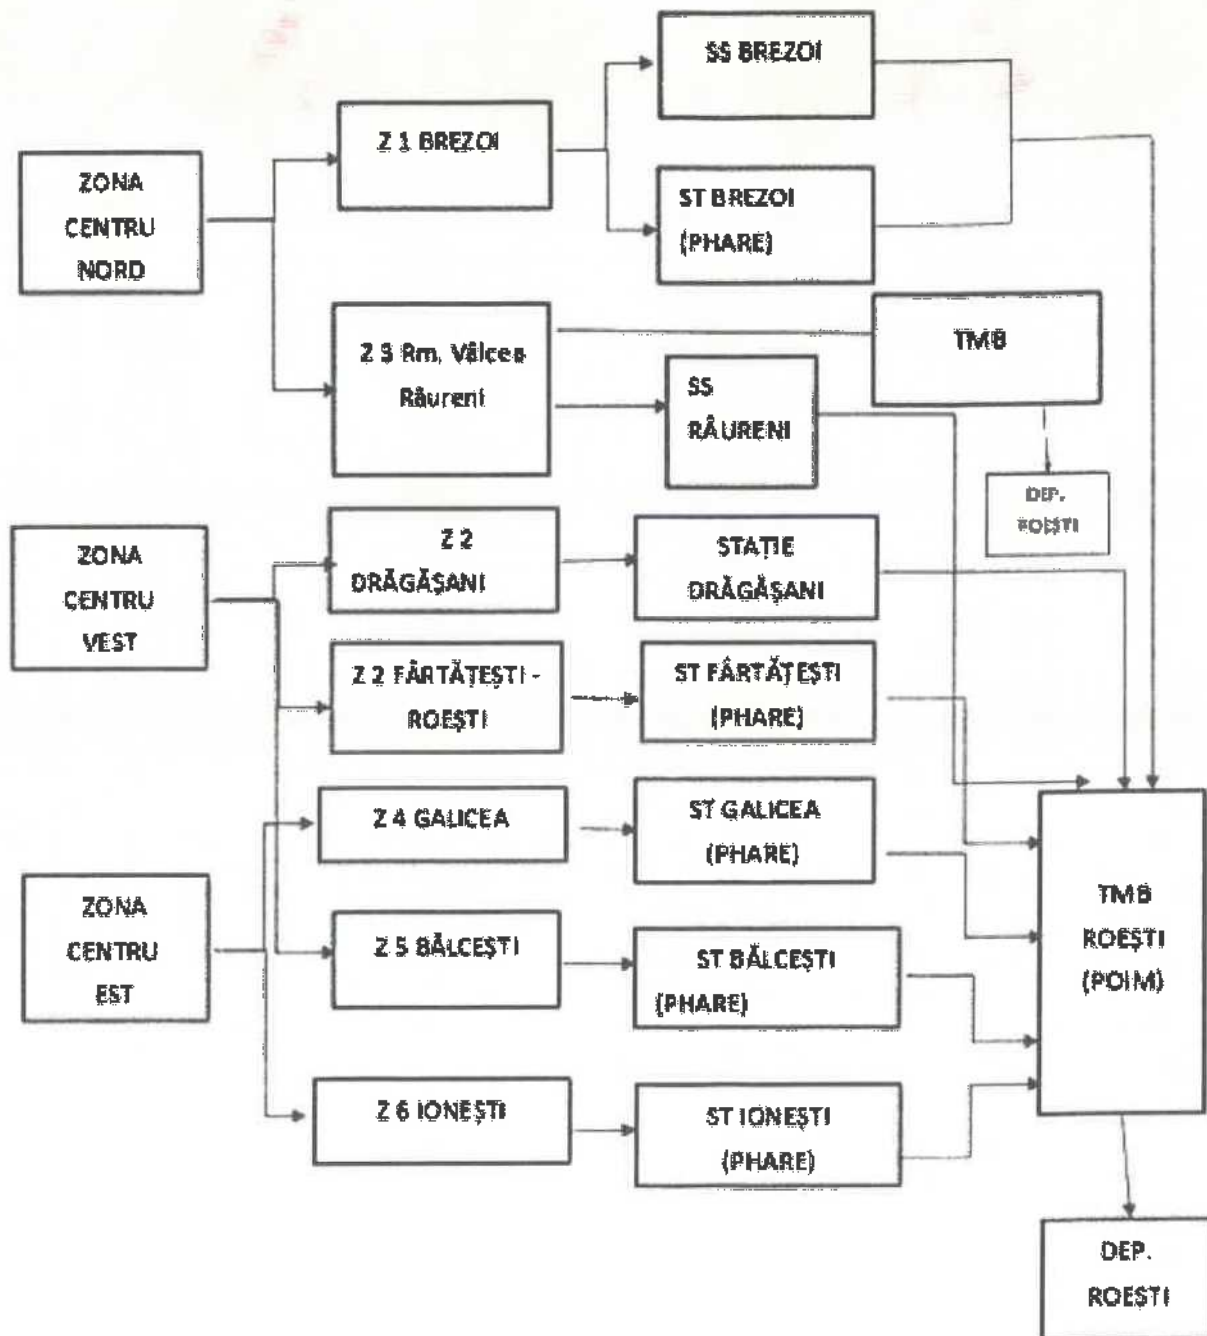 SS BREZOI
Z 1 BREZOI
ST BREZOI
(PHARE)
ZONA
CENTRU
NORD
Z 3 Rm. Vâlcea
Râureni
TMB
SS
RÂURENI
DEP.
ROEȘTI
ZONA
CENTRU
VEST
Z 2
DRĂGĂȘANI
STAȚIE
DRĂGĂȘANI
Z 2 FÂRTĂȚEȘTI -
ROEȘTI
ST FÂRTĂȚEȘTI
(PHARE)
Z 4 GALICEA
ST GALICEA
(PHARE)
ZONA
CENTRU
EST
Z 5 BĂLCEȘTI
ST BĂLCEȘTI
(PHARE)
TMB
ROEȘTI
(POIM)
Z 6 IONEȘTI
ST IONEȘTI
(PHARE)
DEP.
ROEȘTI